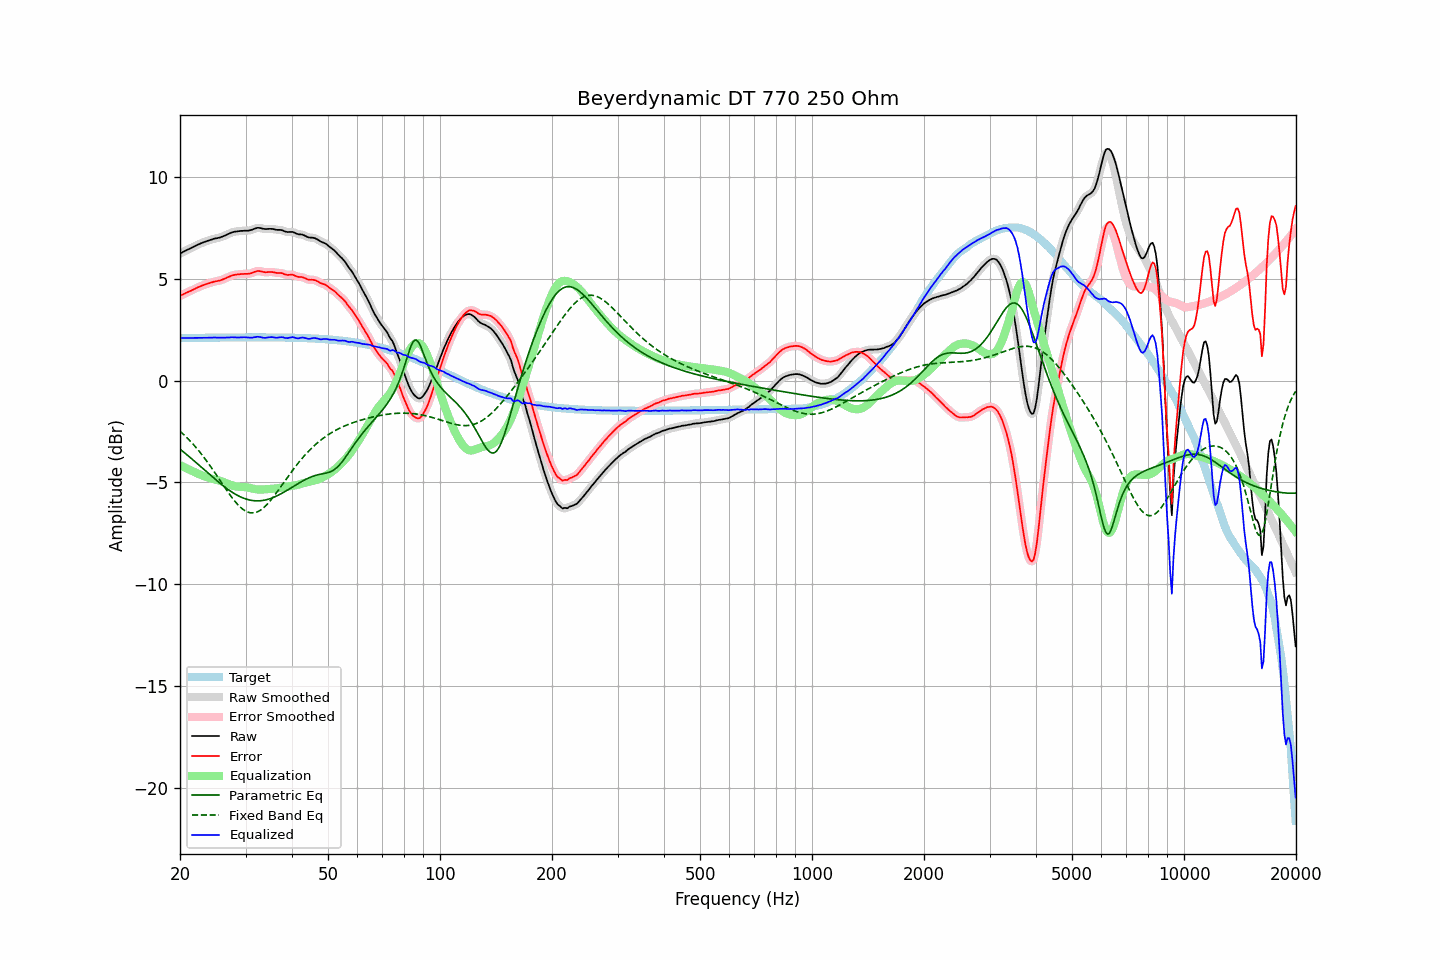 Beyerdynamic DT 770 250 Ohm
Amplitude (dBr)
10
5
0
−5
−10
−15
−20
Target
Raw Smoothed
Error Smoothed
Raw
Error
Equalization
Parametric Eq
Fixed Band Eq
Equalized
20 50 100 200 500 1000 2000 5000 10000 20000
Frequency (Hz)